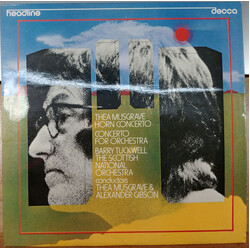 headline
decca
THEA MUSGRAVE
HORN CONCERTO
CONCERTO
FOR ORCHESTRA
BARRY TUCKWELL
THE SCOTTISH
NATIONAL
ORCHESTRA
conductors
THEA MUSGRAVE &
ALEXANDER GIBSON